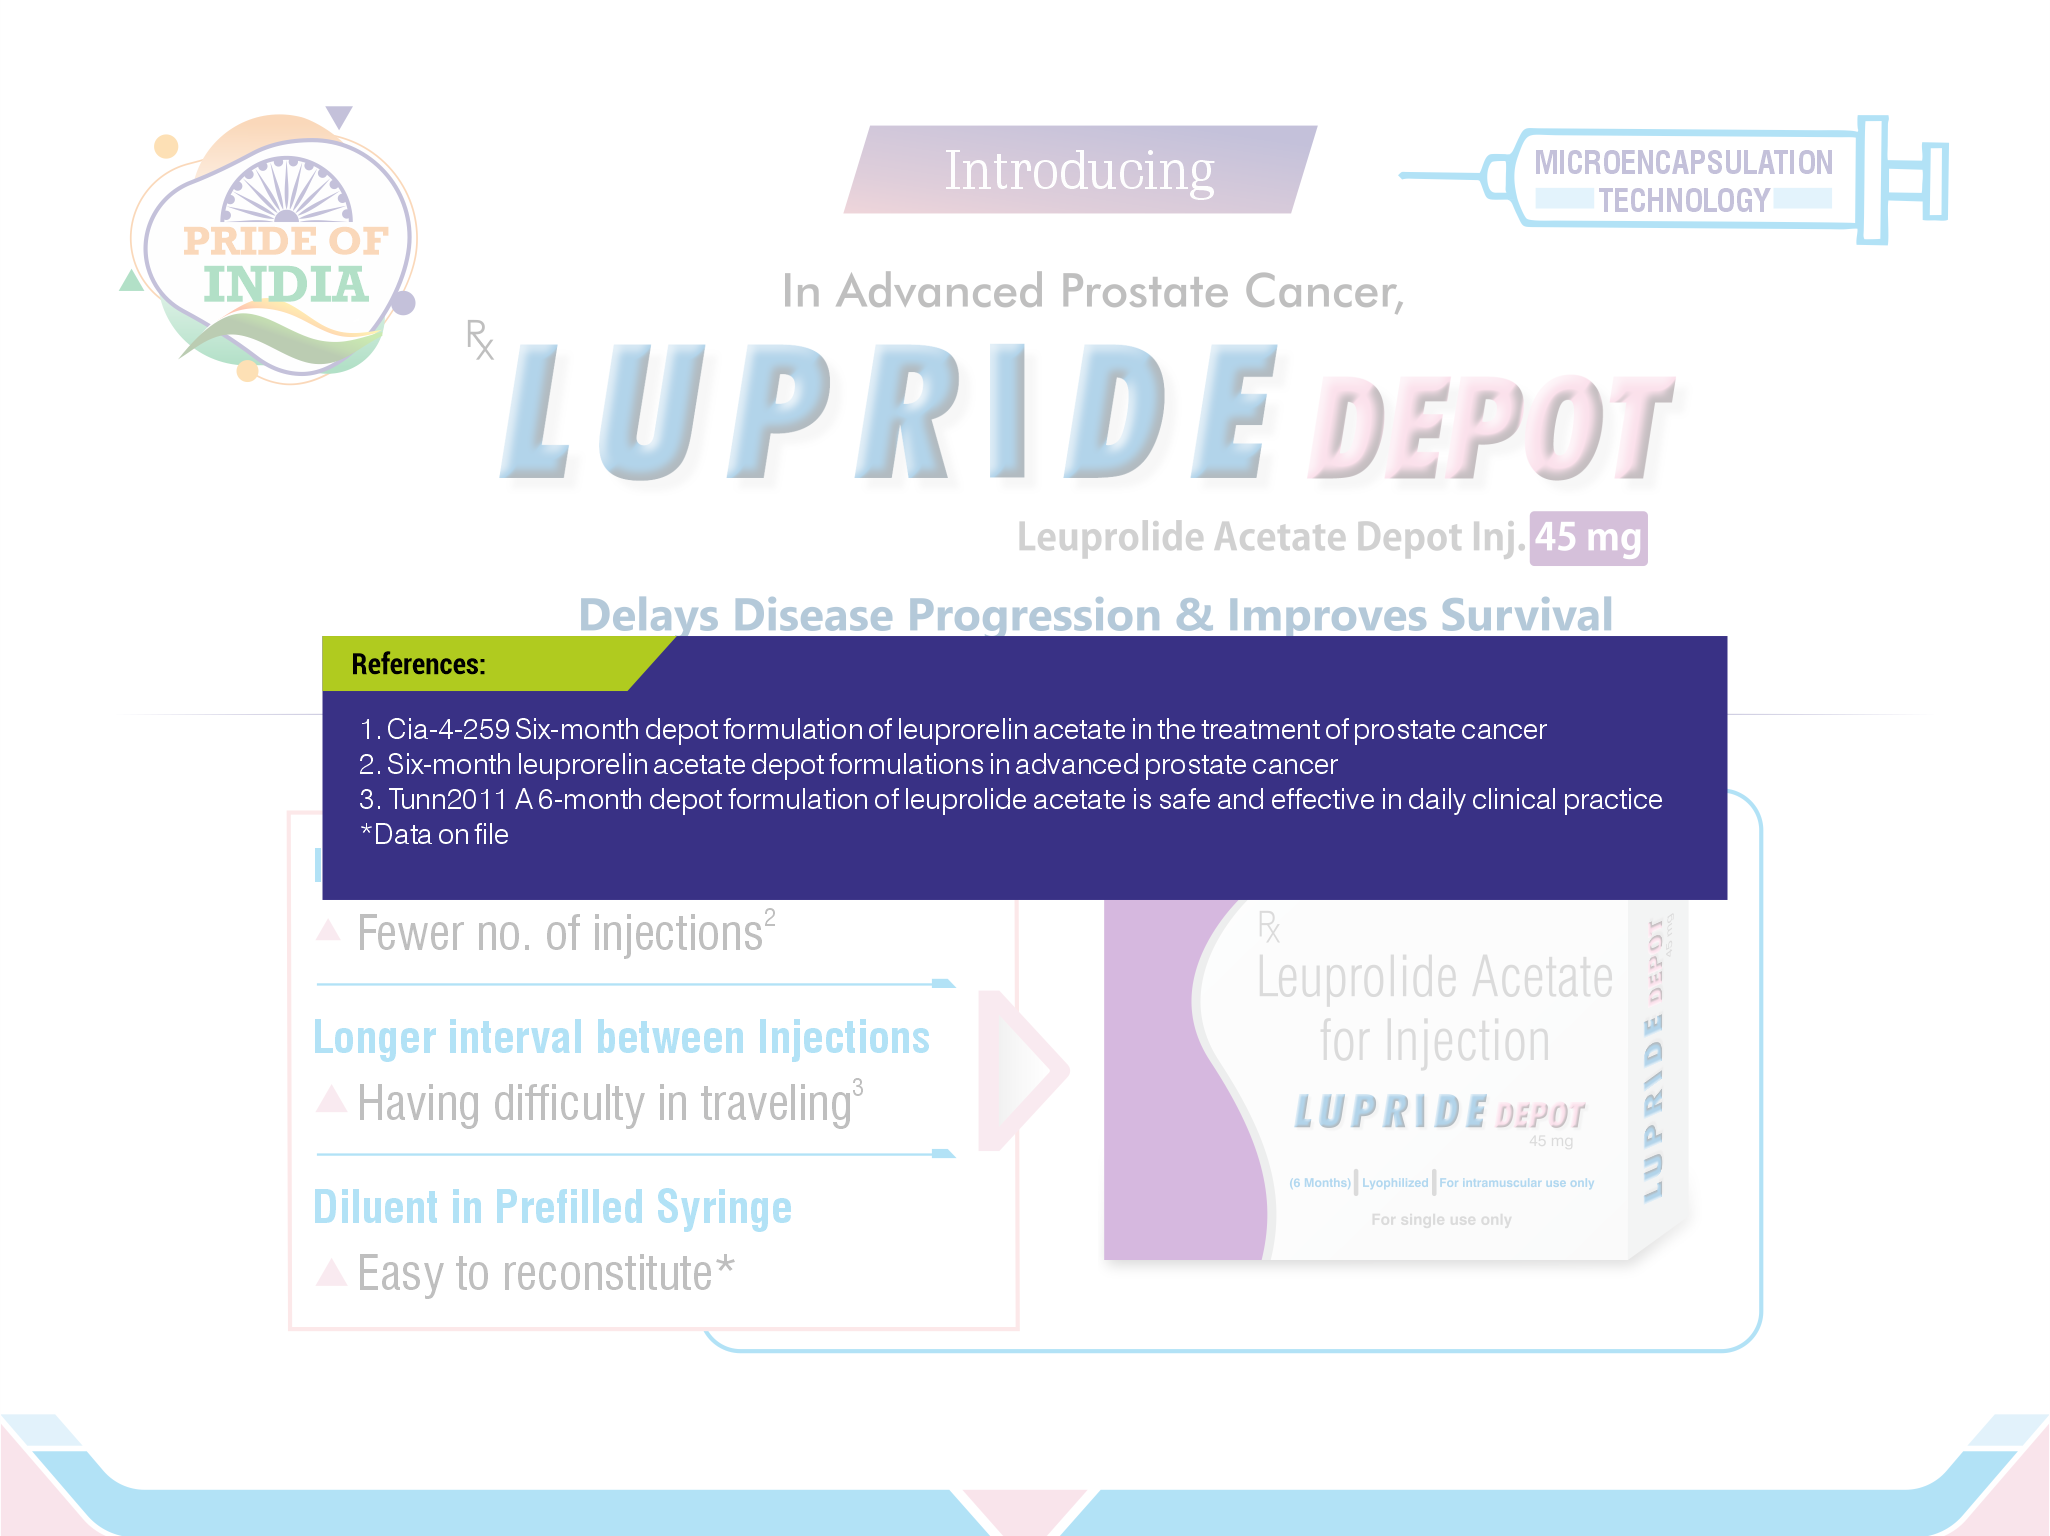 PRIDE OF
INDIA
Introducing
MICROENCAPSULATION
TECHNOLOGY
In Advanced Prostate Cancer,
Rx
LUPRIDE DEPOT
Leuprolide Acetate Depot Inj. 45 mg
Delays Disease Progression & Improves Survival
References:
1. Cia-4-259 Six-month depot formulation of leuprorelin acetate in the treatment of prostate cancer
2. Six-month leuprorelin acetate depot formulations in advanced prostate cancer
3. Tunn2011 A 6-month depot formulation of leuprolide acetate is safe and effective in daily clinical practice
*Data on file
Fewer no. of injections2
Longer interval between Injections
Having difficulty in traveling3
Diluent in Prefilled Syringe
Easy to reconstitute*
Rx
Leuprolide Acetate
for Injection
LUPRIDE DEPOT
45 mg
(6 Months) | Lyophilized | For intramuscular use only
For single use only
LUPRIDE DEPOT
45 mg